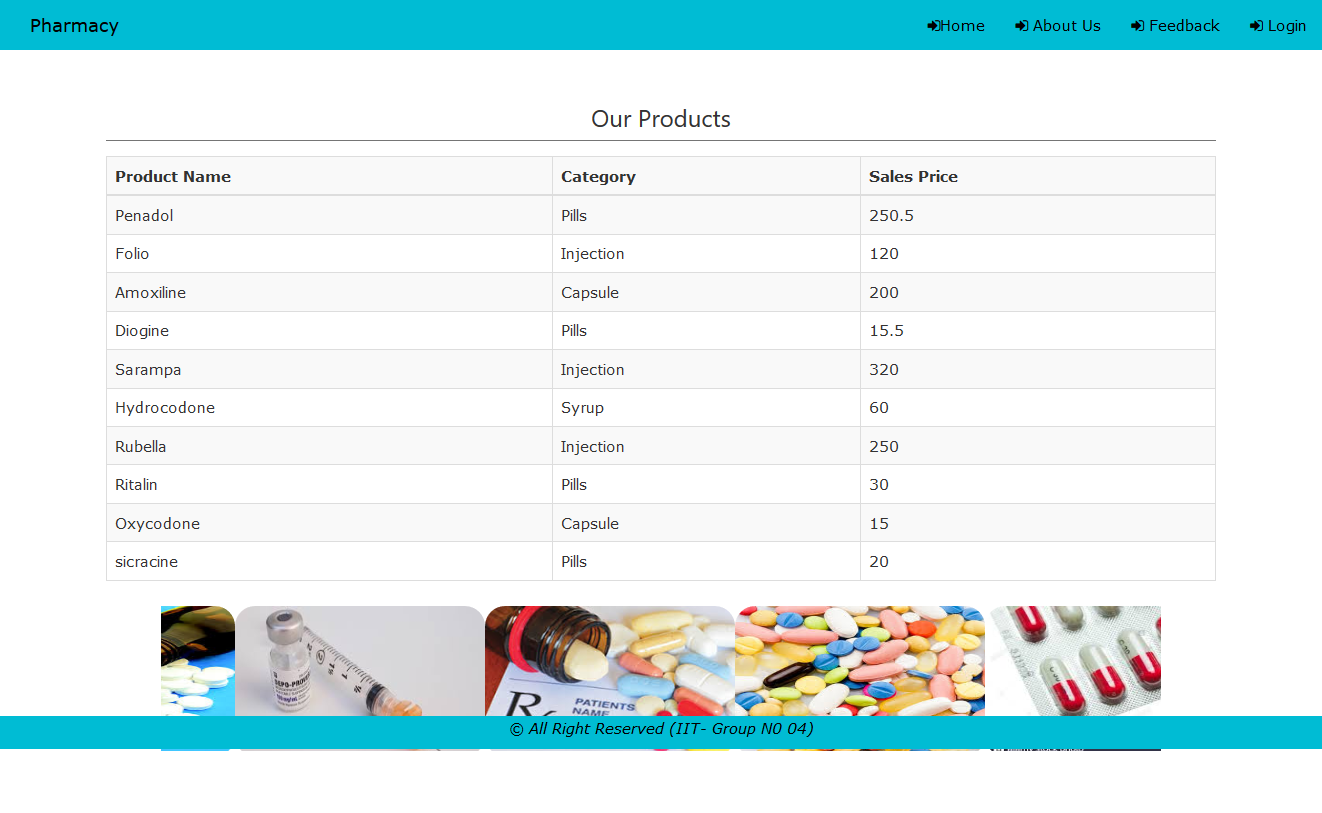 Pharmacy Home About Us Feedback Login
Our Products
Product Name Category Sales Price
Penadol Pills 250.5
Folio Injection 120
Amoxiline Capsule 200
Diogine Pills 15.5
Sarampa Injection 320
Hydrocodone Syrup 60
Rubella Injection 250
Ritalin Pills 30
Oxycodone Capsule 15
sicracine Pills 20
PATIENTS
NAME
© All Right Reserved (IIT- Group N0 04)